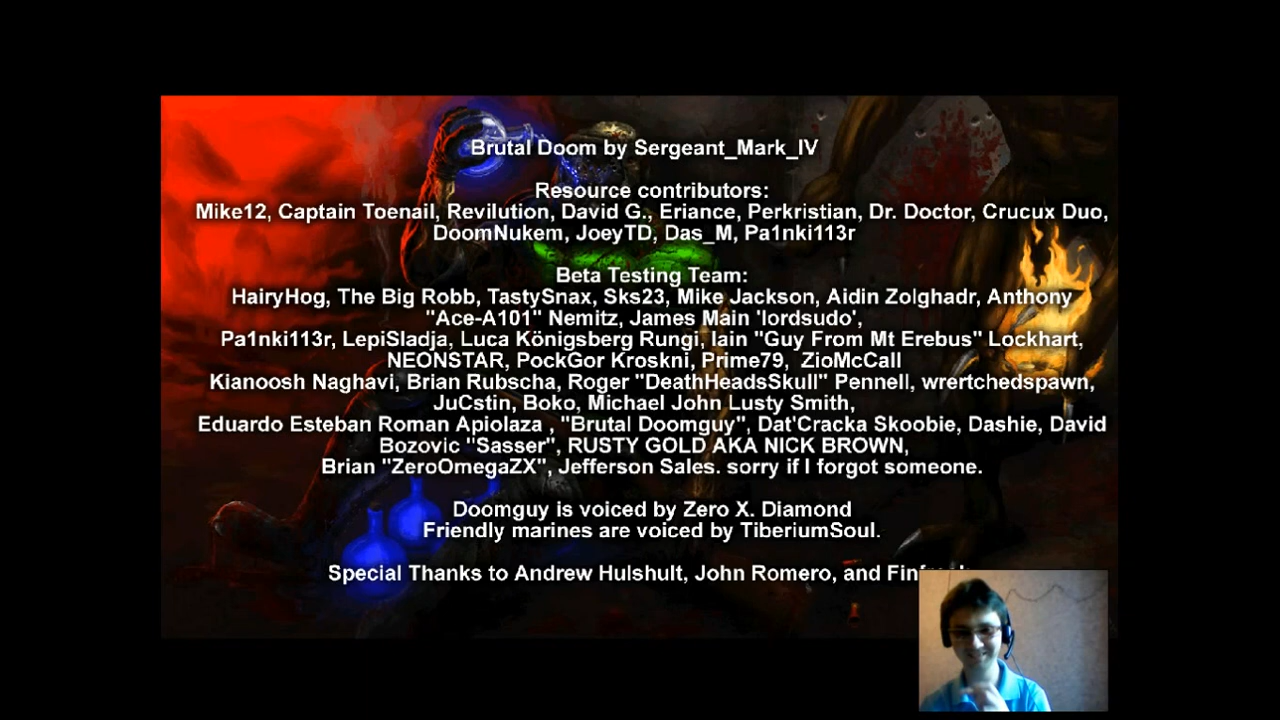 Brutal Doom by Sergeant_Mark_IV
Resource contributors:
Mike12, Captain Toenail, Revilution, David G., Eriance, Perkristian, Dr. Doctor, Crucux Duo,
DoomNukem, JoeyTD, Das_M, Pa1nki113r
Beta Testing Team:
HairyHog, The Big Robb, TastySnax, Sks23, Mike Jackson, Aidin Zolghadr, Anthony
"Ace-A101" Nemitz, James Main 'lordsudo',
Pa1nki113r, LepiSladja, Luca Königsberg Rungi, Iain "Guy From Mt Erebus" Lockhart,
NEONSTAR, PockGor Kroskni, Prime79, ZioMcCall
Kianoosh Naghavi, Brian Rubscha, Roger "DeathHeadsSkull" Pennell, wrertchedspawn,
JuCstin, Boko, Michael John Lusty Smith,
Eduardo Esteban Roman Apiolaza , "Brutal Doomguy", Dat'Cracka Skoobie, Dashie, David
Bozovic "Sasser", RUSTY GOLD AKA NICK BROWN,
Brian "ZeroOmegaZX", Jefferson Sales. sorry if I forgot someone.
Doomguy is voiced by Zero X. Diamond
Friendly marines are voiced by TiberiumSoul.
Special Thanks to Andrew Hulshult, John Romero, and